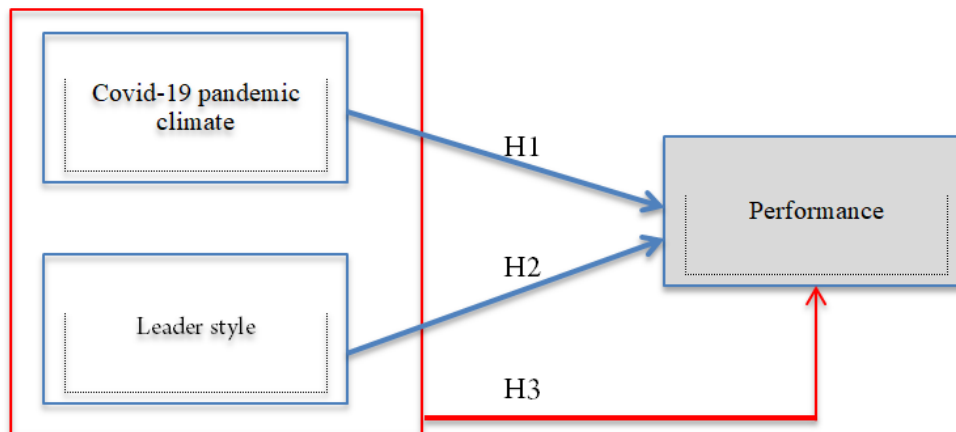 Covid-19 pandemic
climate
H1
Performance
H2
Leader style
H3